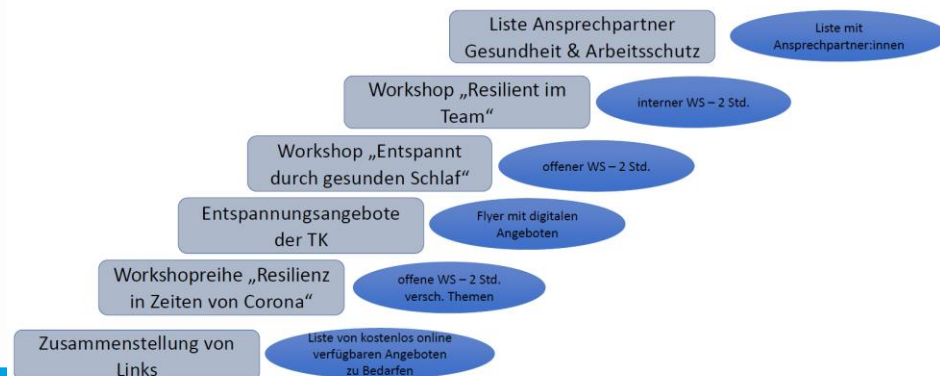 Liste Ansprechpartner
Gesundheit & Arbeitsschutz
Liste mit
Ansprechpartner:innen
Workshop „Resilient im
Team“
interner WS – 2 Std.
Workshop „Entspannt
durch gesunden Schlaf“
offener WS – 2 Std.
Entspannungsangebote
der TK
Flyer mit digitalen
Angeboten
Workshopreihe „Resilienz
in Zeiten von Corona“
offene WS – 2 Std.
versch. Themen
Zusammenstellung von
Links
Liste von kostenlos online
verfügbaren Angeboten
zu Bedarfen